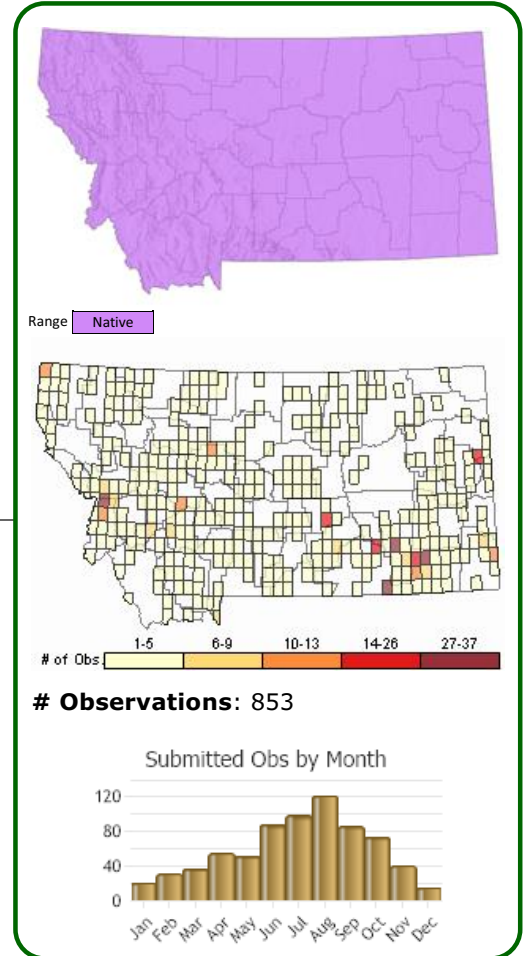 Range Native
1-5 6-9 10-13 14-26 27-37
# of Obs.
# Observations: 853
Submitted Obs by Month
120
80
40
0
Jan Feb Mar Apr May Jun Jul Aug Sep Oct Nov Dec